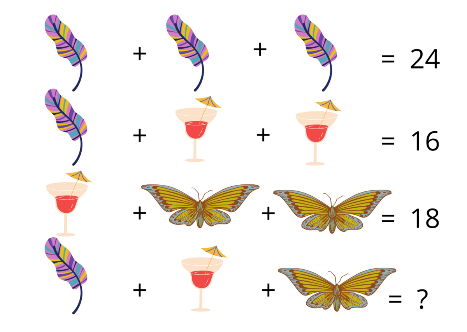 + + = 24
+ + = 16
+ + = 18
+ + = ?